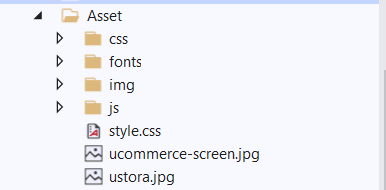 Asset
css
fonts
img
js
style.css
ucommerce-screen.jpg
ustora.jpg